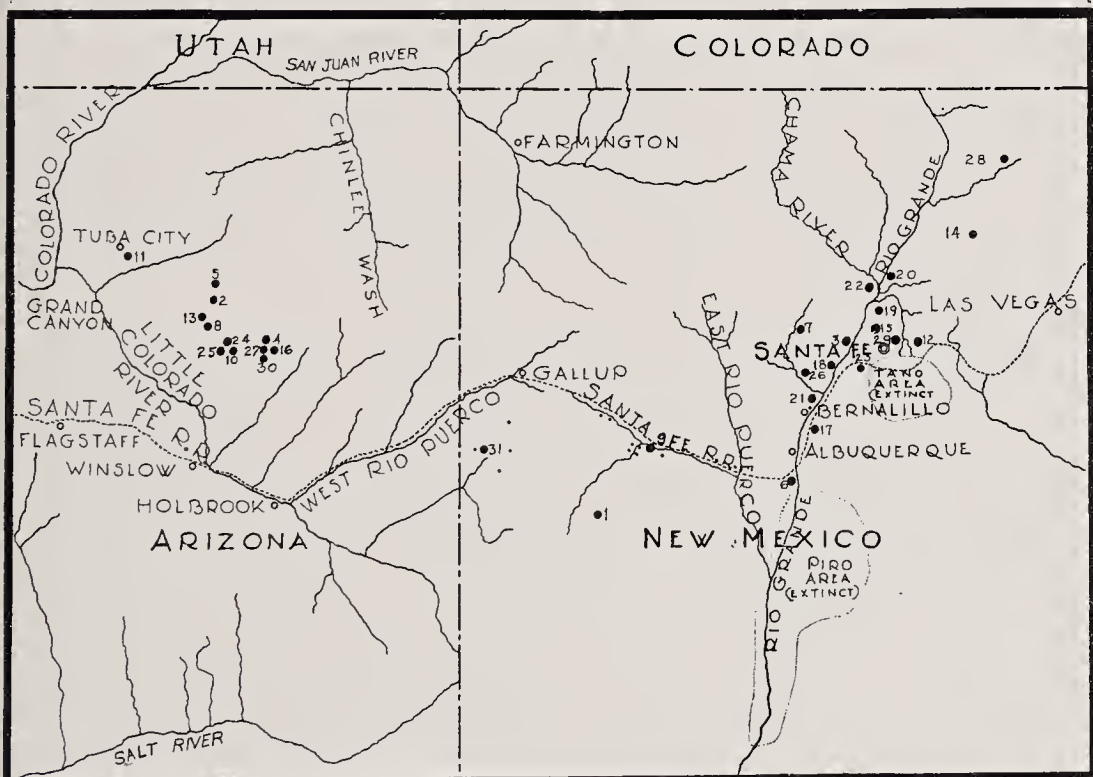 UTAH
COLORADO
SAN JUAN RIVER
COLORADO RIVER
CHINLEE WASH
FARMINGTON
CHAMA RIVER
RIO GRANDE
28
TUBA CITY
11
14
5
2
20
22
GRAND CANYON
LAS VEGAS
13
8
19
7
15
3
29
12
24
4
25
10
27
16
30
LITTLE COLORADO RIVER
SANTA FE
18
26
23
TANO AREA (EXTINCT)
EAST RIO PUERCO
GALLUP
21
BERNALILLO
17
SANTA FE R.R.
FLAGSTAFF
WINSLOW
WEST RIO PUERCO
31
SANTA FE R.R.
9
ALBUQUERQUE
6
HOLBROOK
1
ARIZONA
NEW MEXICO
PIRO AREA (EXTINCT)
RIO GRANDE
SALT RIVER